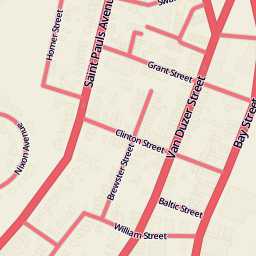 Swa
Homer Street
Saint Pauls Avenue
Grant Street
Van Duzer Street
Bay Street
Clinton Street
Nixon Avenue
Brewster Street
Baltic Street
William Street